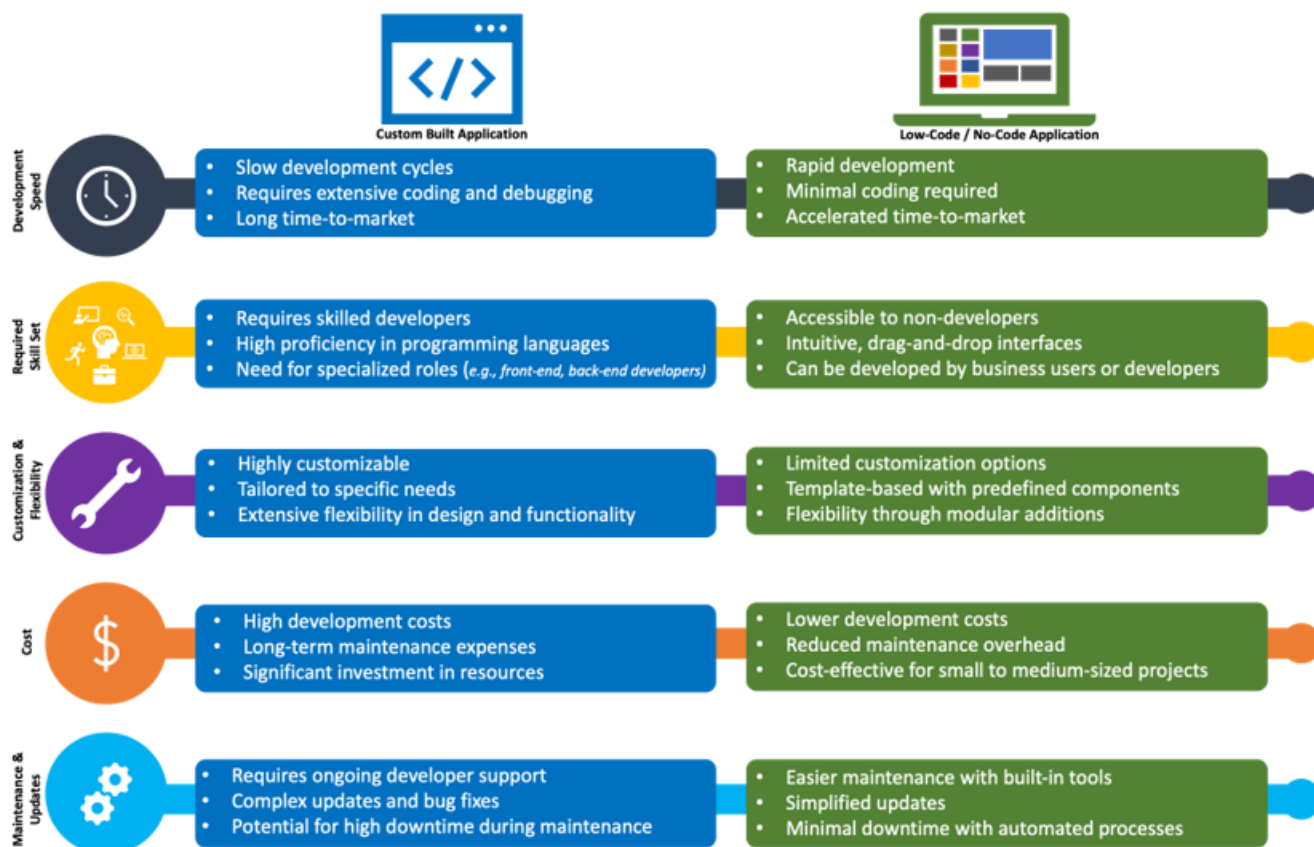 </>
Custom Built Application
Low-Code / No-Code Application
Development
Speed
• Slow development cycles
• Requires extensive coding and debugging
• Long time-to-market
• Rapid development
• Minimal coding required
• Accelerated time-to-market
Required
Skill Set
• Requires skilled developers
• High proficiency in programming languages
• Need for specialized roles (e.g., front-end, back-end developers)
• Accessible to non-developers
• Intuitive, drag-and-drop interfaces
• Can be developed by business users or developers
Customization &
Flexibility
• Highly customizable
• Tailored to specific needs
• Extensive flexibility in design and functionality
• Limited customization options
• Template-based with predefined components
• Flexibility through modular additions
Cost
$
• High development costs
• Long-term maintenance expenses
• Significant investment in resources
• Lower development costs
• Reduced maintenance overhead
• Cost-effective for small to medium-sized projects
Maintenance &
Updates
• Requires ongoing developer support
• Complex updates and bug fixes
• Potential for high downtime during maintenance
• Easier maintenance with built-in tools
• Simplified updates
• Minimal downtime with automated processes